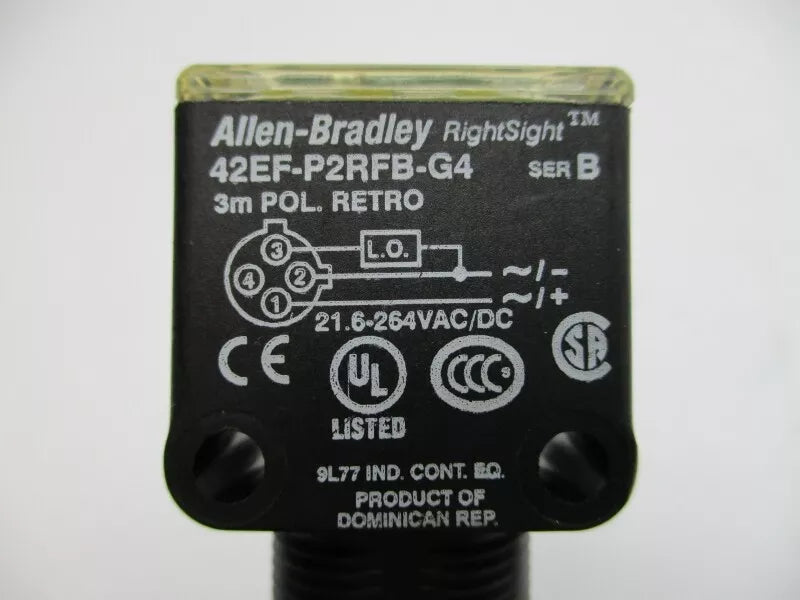 Allen-Bradley RightSight™
42EF-P2RFB-G4 SER B
3m POL. RETRO
3 L.O.
4 2 ~/-
1 ~/+
21.6-264VAC/DC
CE UL CCC S SA
LISTED
9L77 IND. CONT. EQ.
PRODUCT OF
DOMINICAN REP.